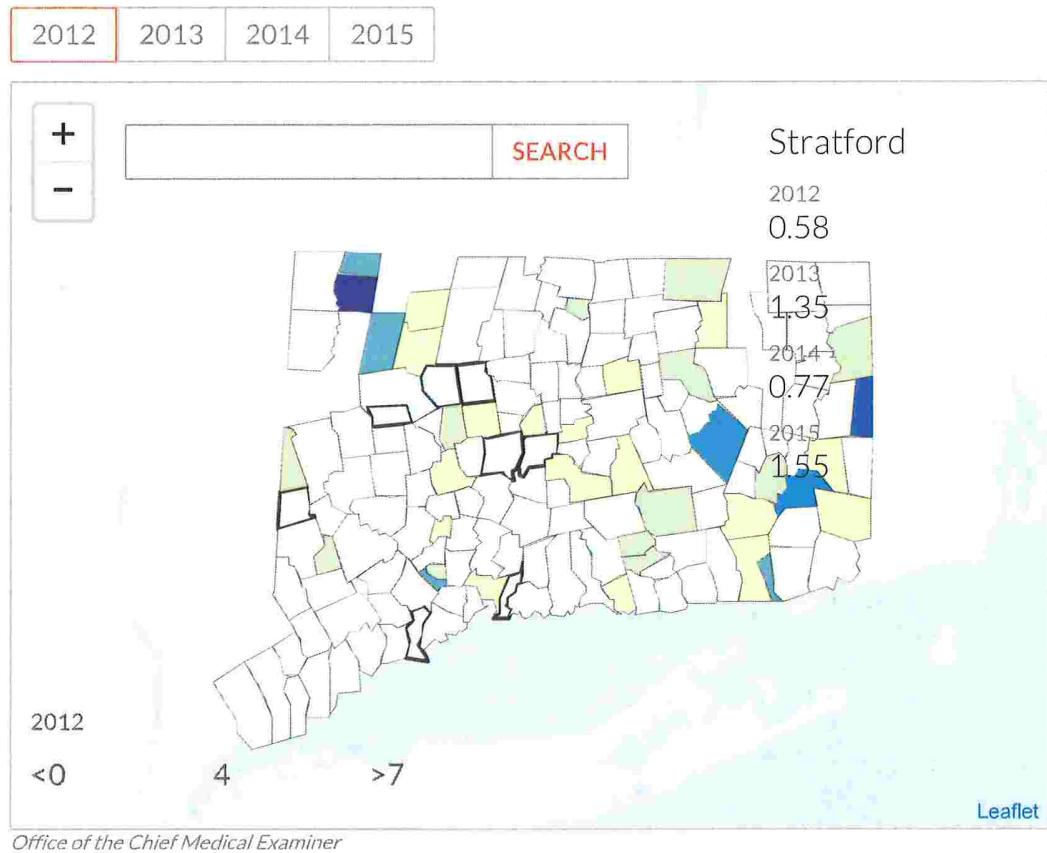 2012 2013 2014 2015
+
SEARCH
−
Stratford
2012
0.58
2013
1.35
2014
0.77
2015
1.55
2012
<0 4 >7
Leaflet
Office of the Chief Medical Examiner